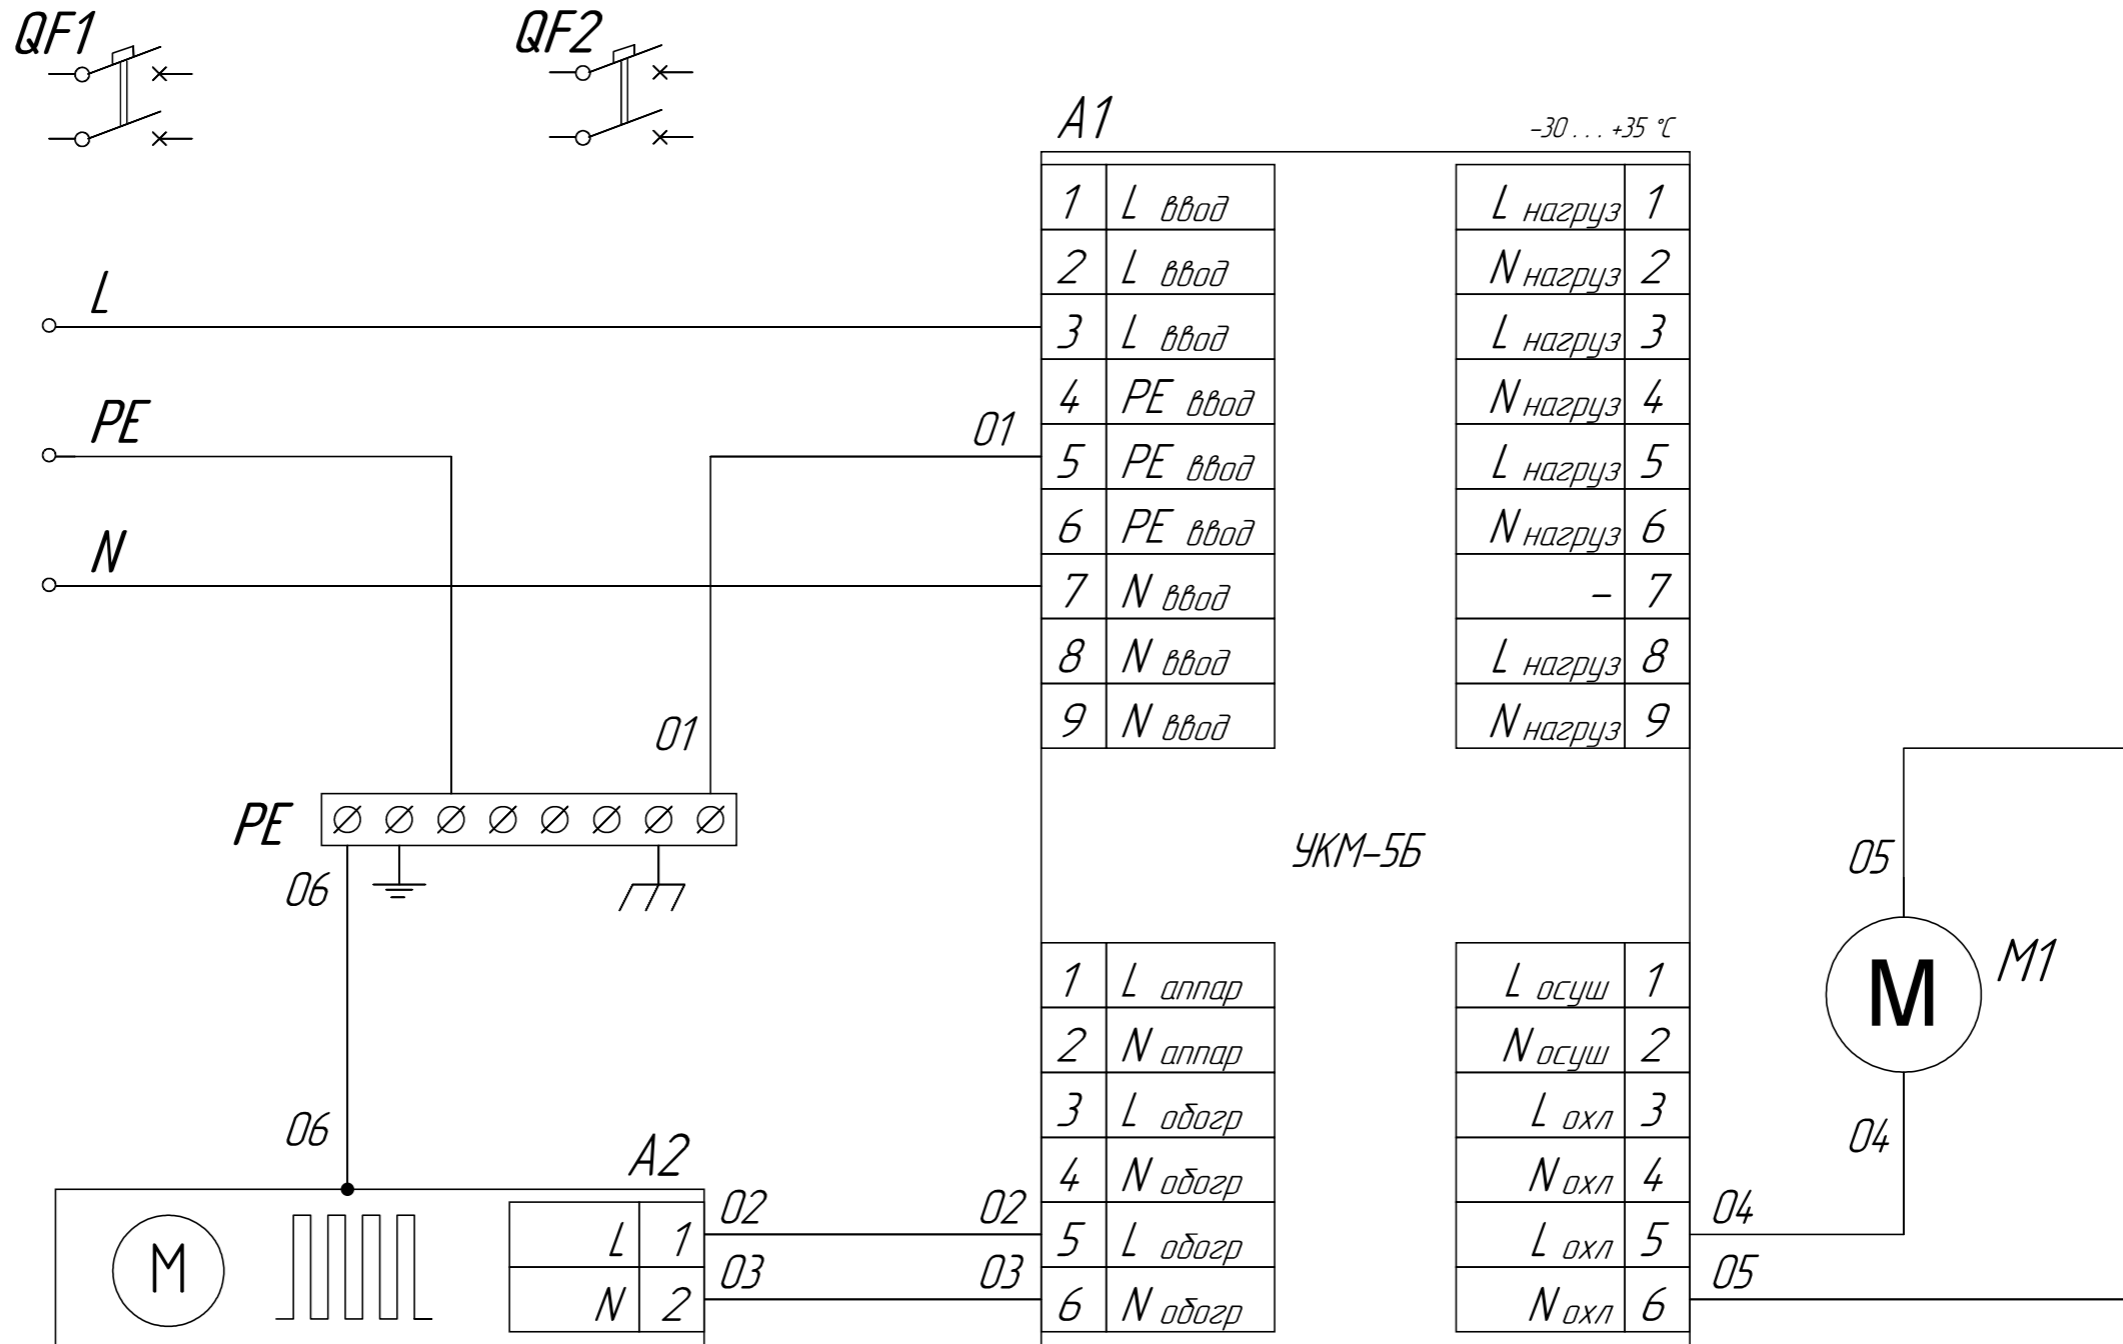 QF1 QF2
A1 -30 ... +35 °C
1 L ввод L нагруз 1
2 L ввод N нагруз 2
L
3 L ввод L нагруз 3
4 PE ввод N нагруз 4
PE 01
5 PE ввод L нагруз 5
6 PE ввод N нагруз 6
N
7 N ввод - 7
8 N ввод L нагруз 8
9 N ввод N нагруз 9
01
PE
УКМ-5Б
05
06
M M1
1 L аппар L осуш 1
2 N аппар N осуш 2
3 L обогр L охл 3
06 04
A2
4 N обогр N охл 4
02 02 04
L 1 5 L обогр L охл 5
M
03 03 05
N 2 6 N обогр N охл 6